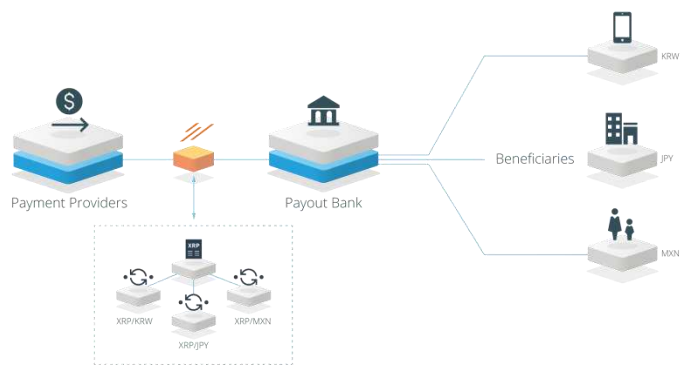 $
KRW
Beneficiaries
JPY
Payment Providers
Payout Bank
XRP
MXN
XRP/KRW
XRP/JPY
XRP/MXN